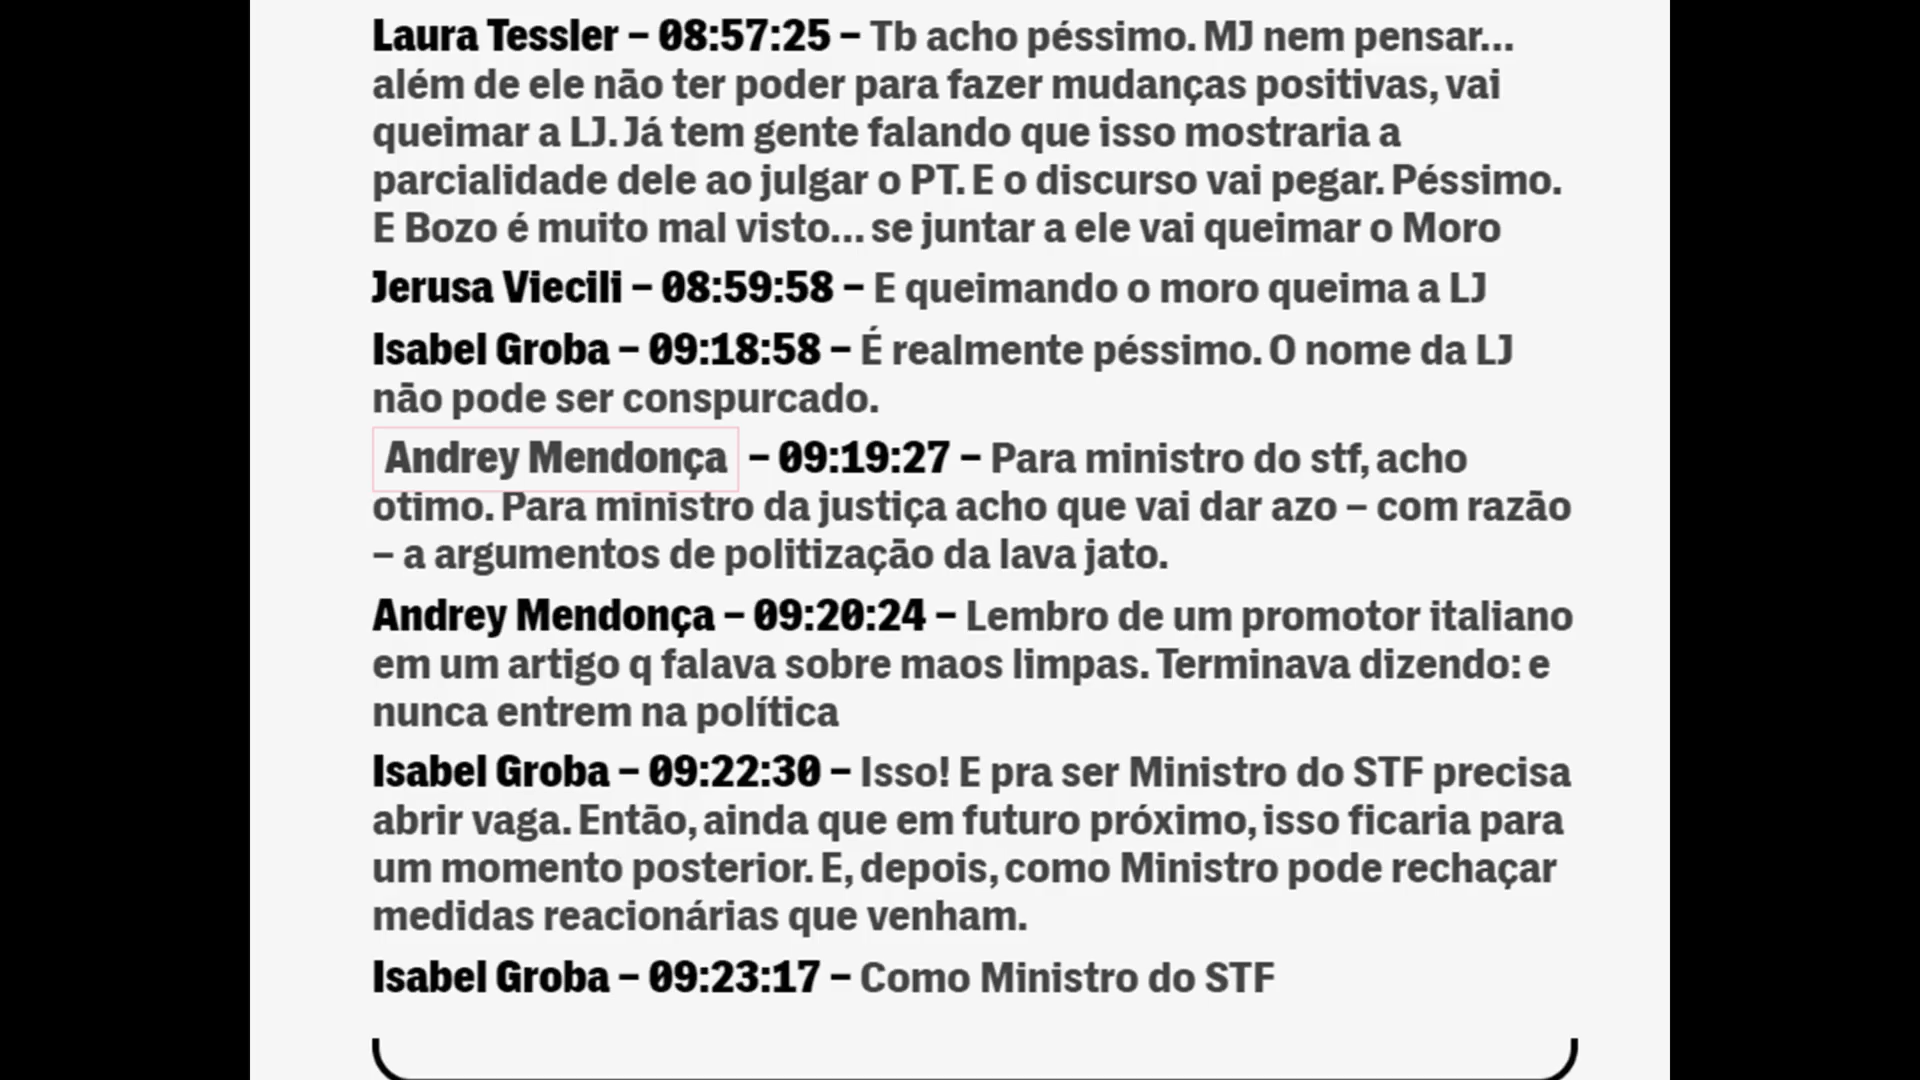 Laura Tessler – 08:57:25 – Tb acho péssimo. MJ nem pensar...
além de ele não ter poder para fazer mudanças positivas, vai
queimar a LJ. Já tem gente falando que isso mostraria a
parcialidade dele ao julgar o PT. E o discurso vai pegar. Péssimo.
E Bozo é muito mal visto... se juntar a ele vai queimar o Moro
Jerusa Viecili – 08:59:58 – E queimando o moro queima a LJ
Isabel Groba – 09:18:58 – É realmente péssimo. O nome da LJ
não pode ser conspurcado.
Andrey Mendonça – 09:19:27 – Para ministro do stf, acho
otimo. Para ministro da justiça acho que vai dar azo – com razão
– a argumentos de politização da lava jato.
Andrey Mendonça – 09:20:24 – Lembro de um promotor italiano
em um artigo q falava sobre maos limpas. Terminava dizendo: e
nunca entrem na política
Isabel Groba – 09:22:30 – Isso! E pra ser Ministro do STF precisa
abrir vaga. Então, ainda que em futuro próximo, isso ficaria para
um momento posterior. E, depois, como Ministro pode rechaçar
medidas reacionárias que venham.
Isabel Groba – 09:23:17 – Como Ministro do STF